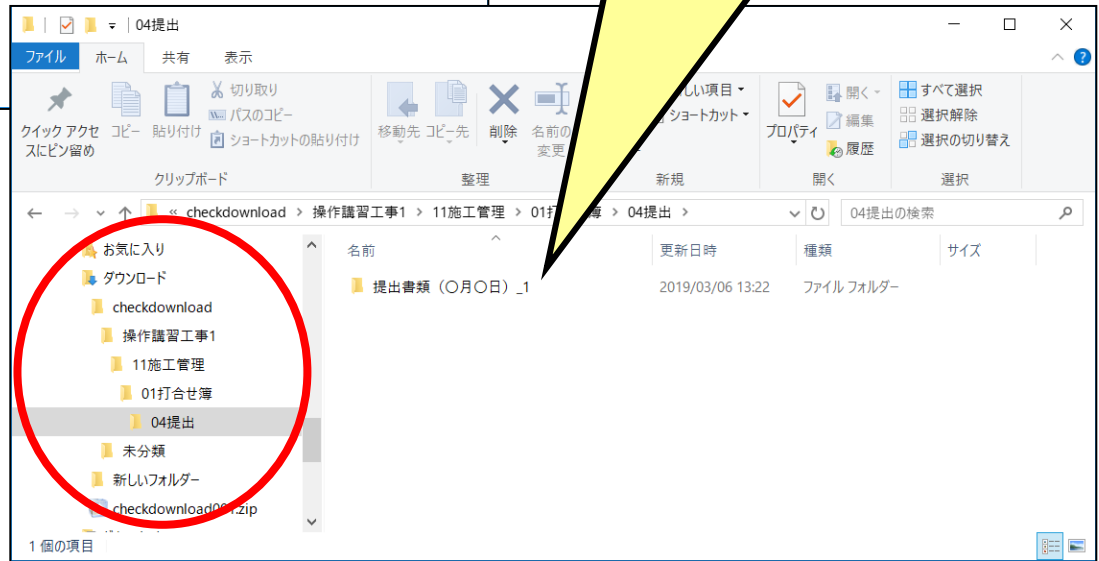 04提出
ファイル ホーム 共有 表示
クイック アクセスにピン留め
コピー
貼り付け
切り取り
パスのコピー
ショートカットの貼り付け
クリップボード
移動先
コピー先
削除
名前の変更
整理
しい項目
ショートカット
新規
プロパティ
開く
編集
履歴
開く
すべて選択
選択解除
選択の切り替え
選択
« checkdownload > 操作講習工事1 > 11施工管理 > 01打 簿 > 04提出 >
04提出の検索
お気に入り
ダウンロード
checkdownload
操作講習工事1
11施工管理
01打合せ簿
04提出
未分類
新しいフォルダー
checkdownload001.zip
名前 更新日時 種類 サイズ
提出書類（〇月〇日）_1 2019/03/06 13:22 ファイル フォルダー
1 個の項目